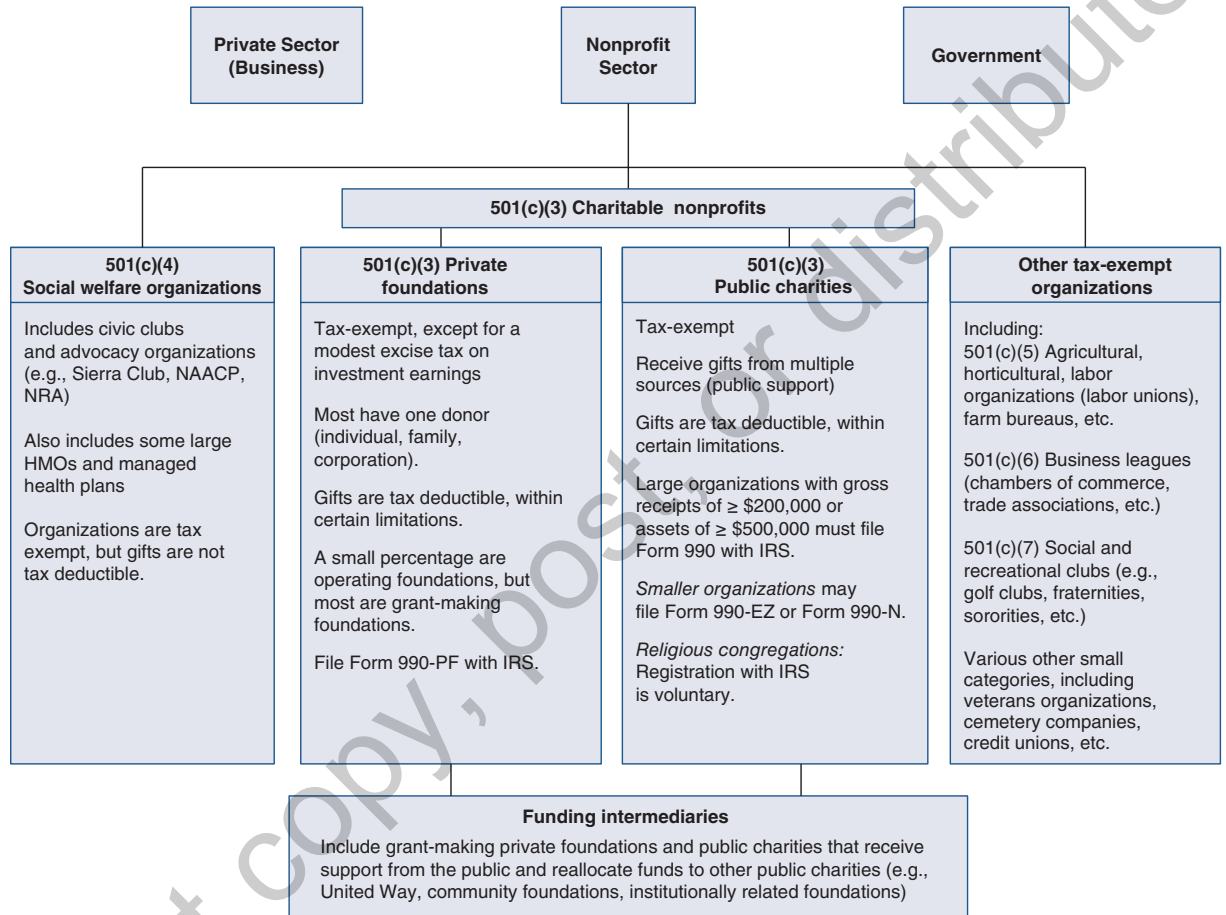 Private Sector
(Business)
Nonprofit
Sector
Government
501(c)(3) Charitable nonprofits
501(c)(4)
Social welfare organizations
Includes civic clubs
and advocacy organizations
(e.g., Sierra Club, NAACP,
NRA)
Also includes some large
HMOs and managed
health plans
Organizations are tax
exempt, but gifts are not
tax deductible.
501(c)(3) Private
foundations
Tax-exempt, except for a
modest excise tax on
investment earnings
Most have one donor
(individual, family,
corporation).
Gifts are tax deductible, within
certain limitations.
A small percentage are
operating foundations, but
most are grant-making
foundations.
File Form 990-PF with IRS.
501(c)(3)
Public charities
Tax-exempt
Receive gifts from multiple
sources (public support)
Gifts are tax deductible, within
certain limitations.
Large organizations with gross
receipts of ≥ $200,000 or
assets of ≥ $500,000 must file
Form 990 with IRS.
Smaller organizations may
file Form 990-EZ or Form 990-N.
Religious congregations:
Registration with IRS
is voluntary.
Other tax-exempt
organizations
Including:
501(c)(5) Agricultural,
horticultural, labor
organizations (labor unions),
farm bureaus, etc.
501(c)(6) Business leagues
(chambers of commerce,
trade associations, etc.)
501(c)(7) Social and
recreational clubs (e.g.,
golf clubs, fraternities,
sororities, etc.)
Various other small
categories, including
veterans organizations,
cemetery companies,
credit unions, etc.
Funding intermediaries
Include grant-making private foundations and public charities that receive
support from the public and reallocate funds to other public charities (e.g.,
United Way, community foundations, institutionally related foundations)
copy, post, or distribute